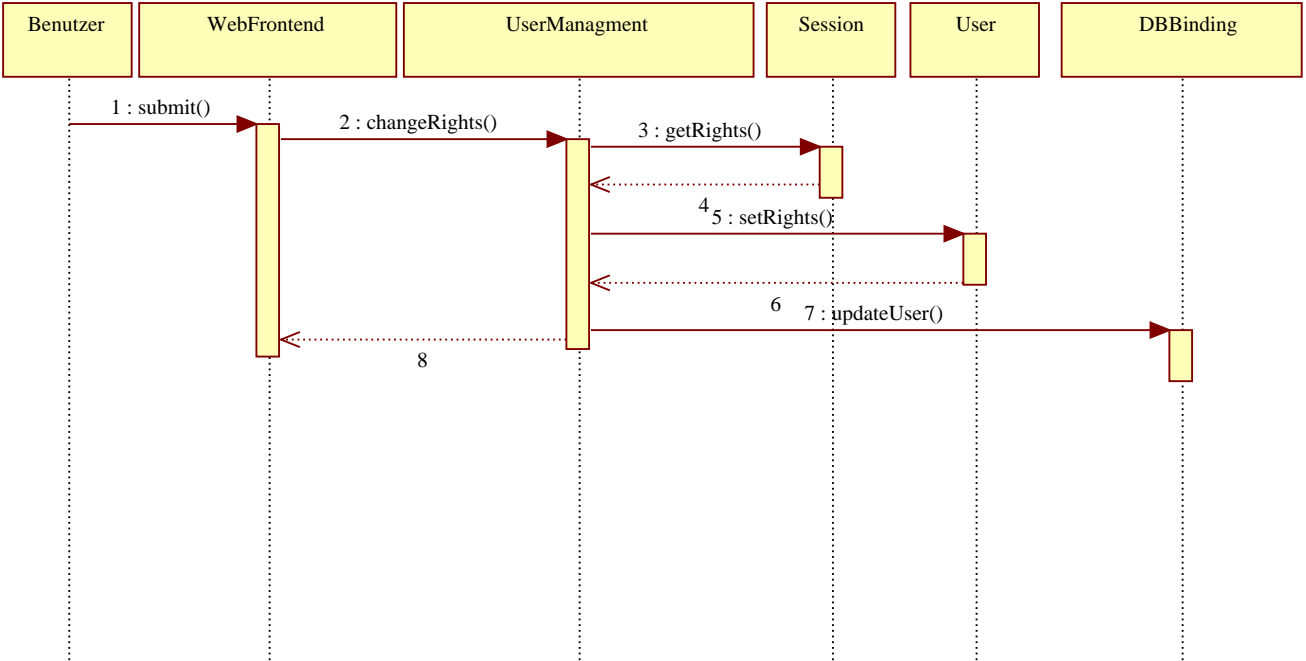 Benutzer
WebFrontend
UserManagment
Session
User
DBBinding
1 : submit()
2 : changeRights()
3 : getRights()
4
5 : setRights()
6
7 : updateUser()
8